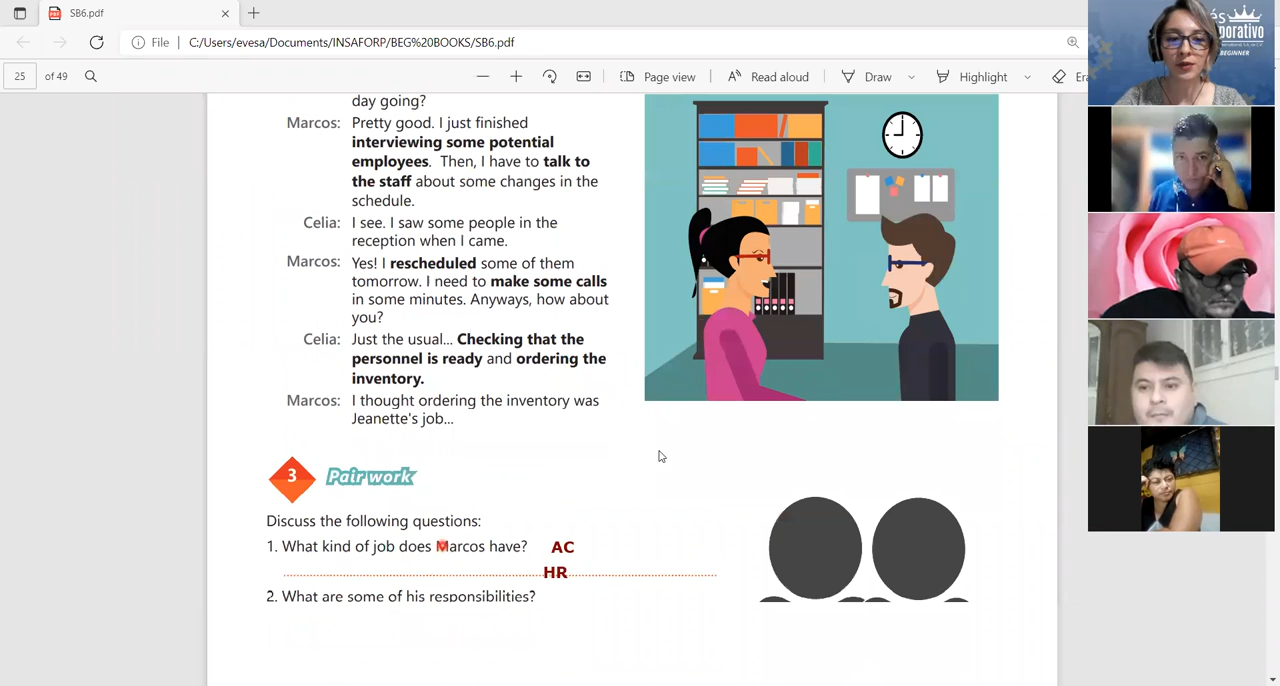 SB6.pdf
File
C:/Users/evesa/Documents/INSAFORP/BEG%20BOOKS/SB6.pdf
25 of 49
Page view
Read aloud
Draw
Highlight
Era
és
porativo
BEGINNER
day going?
Marcos: Pretty good. I just finished
interviewing some potential
employees. Then, I have to talk to
the staff about some changes in the
schedule.
Celia: I see. I saw some people in the
reception when I came.
Marcos: Yes! I rescheduled some of them
tomorrow. I need to make some calls
in some minutes. Anyways, how about
you?
Celia: Just the usual... Checking that the
personnel is ready and ordering the
inventory.
Marcos: I thought ordering the inventory was
Jeanette's job...
3 Pair work
Discuss the following questions:
1. What kind of job does Marcos have? AC
HR
2. What are some of his responsibilities?